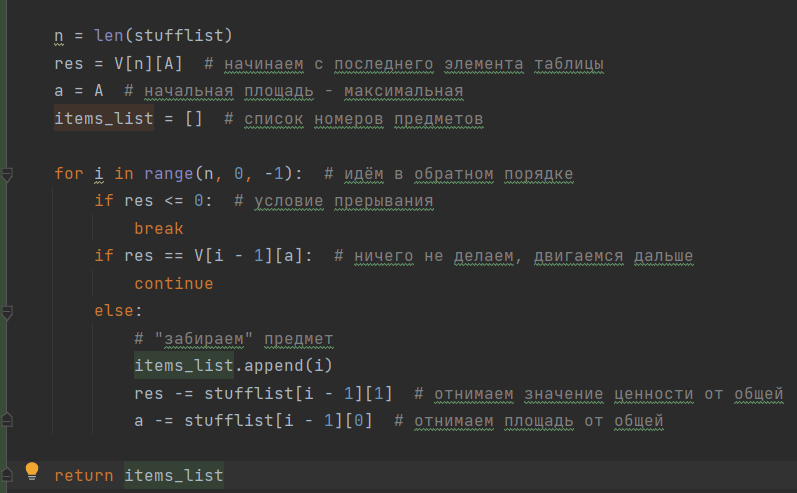 n = len(stufflist)
res = V[n][A]  # начинаем с последнего элемента таблицы
a = A  # начальная площадь - максимальная
items_list = []  # список номеров предметов
for i in range(n, 0, -1):  # идём в обратном порядке
if res <= 0:  # условие прерывания
break
if res == V[i - 1][a]:  # ничего не делаем, двигаемся дальше
continue
else:
# "забираем" предмет
items_list.append(i)
res -= stufflist[i - 1][1]  # отнимаем значение ценности от общей
a -= stufflist[i - 1][0]  # отнимаем площадь от общей
return items_list